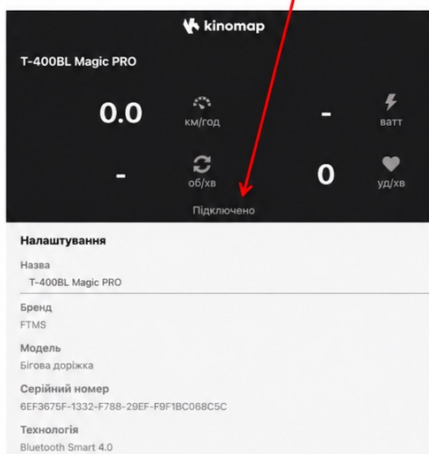 kinomap
T-400BL Magic PRO
0.0
км/год
-
ватт
-
об/хв
0
уд/хв
Підключено
Налаштування
Назва
T-400BL Magic PRO
Бренд
FTMS
Модель
Бігова доріжка
Серійний номер
6EF3675F-1332-F788-29EF-F9F1BC068C5C
Технологія
Bluetooth Smart 4.0